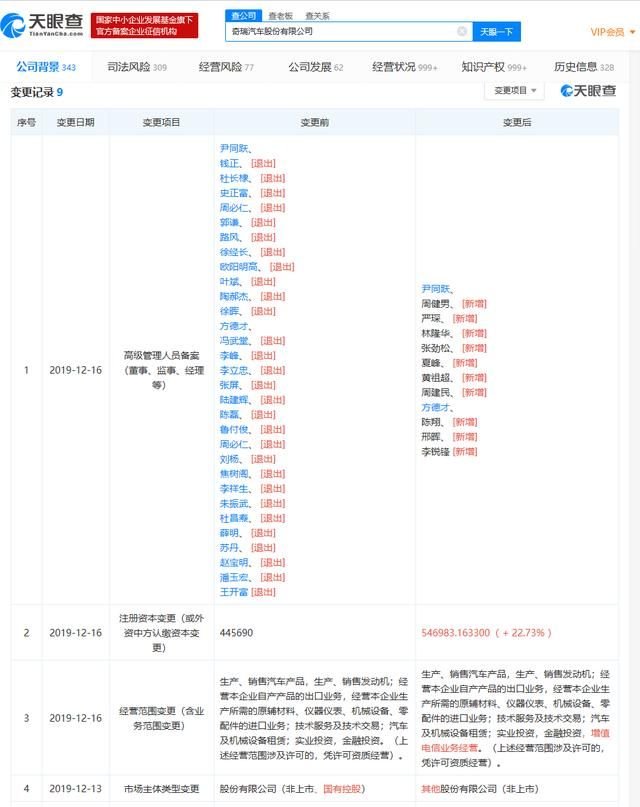 天眼查
TianYanCha.com
国家中小企业发展基金旗下
官方备案企业征信机构
查公司 查老板 查关系
奇瑞汽车股份有限公司
天眼一下
VIP会员
公司背景 343 司法风险 309 经营风险 77 公司发展 62 经营状况 999+ 知识产权 999+ 历史信息 328
变更记录 9
变更项目
天眼查
序号 变更日期 变更项目 变更前 变更后
1 2019-12-16
高级管理人员备案
(董事、监事、经理
等)
尹同跃、
钱正、 [退出]
杜长棣、 [退出]
史正富、 [退出]
周必仁、 [退出]
郭谦、 [退出]
路风、 [退出]
徐经长、 [退出]
欧阳明高、 [退出]
叶斌、 [退出]
陶郝杰、 [退出]
徐晖、 [退出]
方德才、
冯武堂、 [退出]
李峰、 [退出]
李立忠、 [退出]
张屏、 [退出]
陆建辉、 [退出]
陈磊、 [退出]
鲁付俊、 [退出]
周必仁、 [退出]
刘杨、 [退出]
焦树阁、 [退出]
李祥生、 [退出]
朱振武、 [退出]
杜昌焘、 [退出]
薛明、 [退出]
苏丹、 [退出]
赵宝明、 [退出]
潘玉宏、 [退出]
王开富 [退出]
尹同跃、
周健男、 [新增]
严琛、 [新增]
林隆华、 [新增]
张劲松、 [新增]
夏峰、 [新增]
黄祖超、 [新增]
周建民、 [新增]
方德才、
陈翔、 [新增]
邢晖、 [新增]
李锐锋 [新增]
2 2019-12-16
注册资本变更(或外
资中方认缴资本变
更)
445690
546983.163300 ( + 22.73% )
3 2019-12-16
经营范围变更(含业
务范围变更)
生产、销售汽车产品，生产、销售发动机；经
营本企业自产产品的出口业务，经营本企业生
产所需的原辅材料、仪器仪表、机械设备、零
配件的进口业务；技术服务及技术交易；汽车
及机械设备租赁；实业投资，金融投资。（上
述经营范围涉及许可的，凭许可资质经营）。
生产、销售汽车产品，生产、销售发动机；经
营本企业自产产品的出口业务，经营本企业生
产所需的原辅材料、仪器仪表、机械设备、零
配件的进口业务；技术服务及技术交易；汽车
及机械设备租赁；实业投资，金融投资，增值
电信业务经营。（上述经营范围涉及许可的，
凭许可资质经营）。
4 2019-12-13 市场主体类型变更 股份有限公司（非上市、国有控股） 其他股份有限公司（非上市）